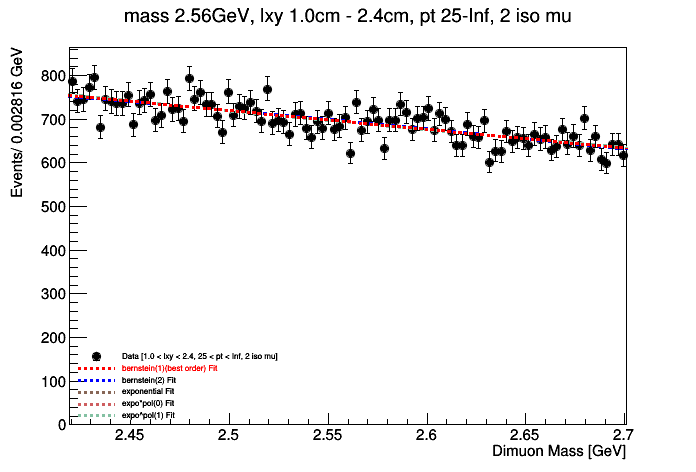 mass 2.56GeV, lxy 1.0cm - 2.4cm, pt 25-Inf, 2 iso mu
Events/ 0.002816 GeV
800
700
600
500
400
300
200
100
0
Data [1.0 < lxy < 2.4, 25 < pt < Inf, 2 iso mu]
bernstein(1)(best order) Fit
bernstein(2) Fit
exponential Fit
expo*pol(0) Fit
expo*pol(1) Fit
2.45 2.5 2.55 2.6 2.65 2.7
Dimuon Mass [GeV]